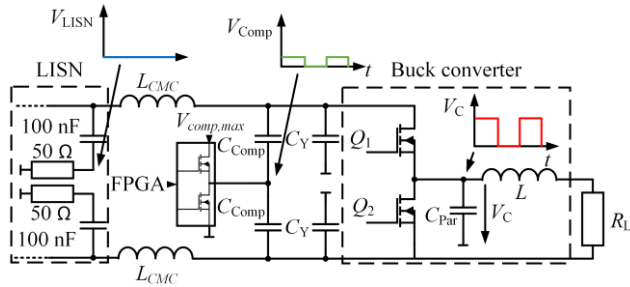 V_LISN
LISN
L_CMC
100 nF
50 Ω
50 Ω
100 nF
L_CMC
V_Comp
t
V_comp,max
C_Comp
C_Y
FPGA
C_Comp
C_Y
Buck converter
V_C
t
Q_1
Q_2
L
C_Par
V_C
R_L